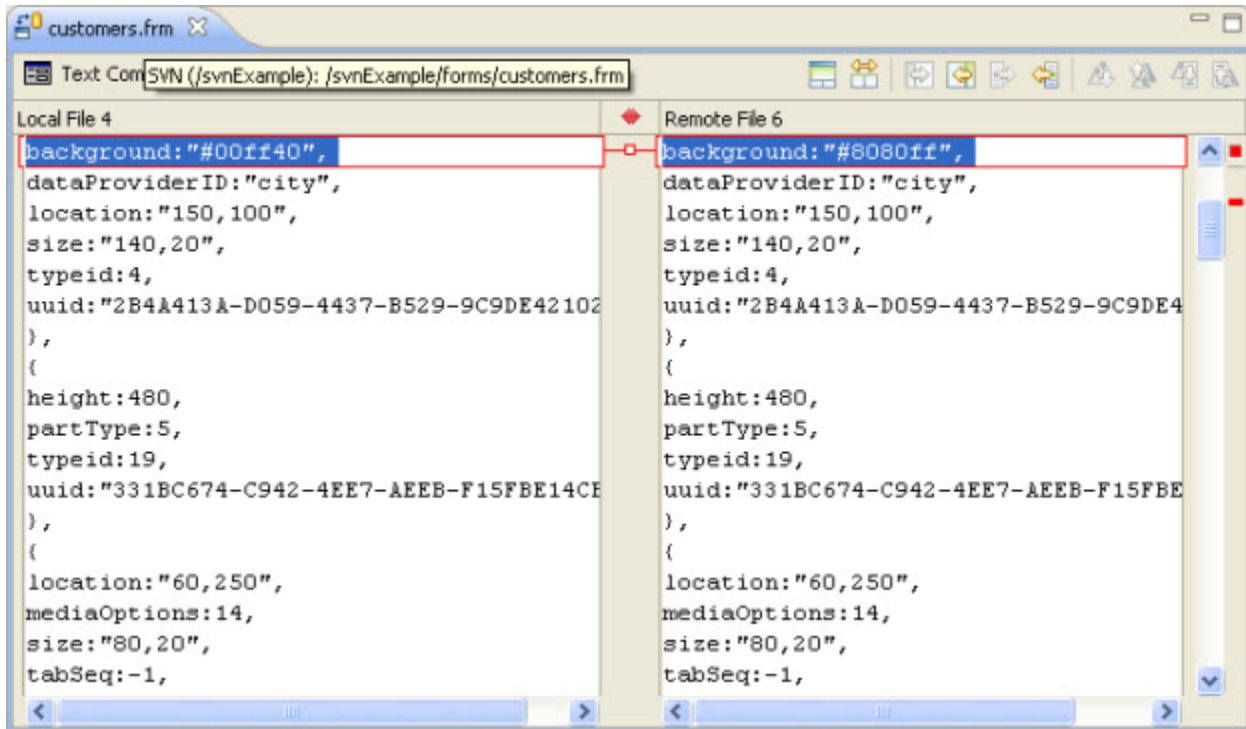 customers.frm
Text Com
SVN (/svnExample): /svnExample/forms/customers.frm
Local File 4
Remote File 6
background:"#00ff40",
dataProviderID:"city",
location:"150,100",
size:"140,20",
typeid:4,
uuid:"2B4A413A-D059-4437-B529-9C9DE42102
},
{
height:480,
partType:5,
typeid:19,
uuid:"331BC674-C942-4EE7-AEEB-F15FBE14CE
},
{
location:"60,250",
mediaOptions:14,
size:"80,20",
tabSeq:-1,
background:"#8080ff",
dataProviderID:"city",
location:"150,100",
size:"140,20",
typeid:4,
uuid:"2B4A413A-D059-4437-B529-9C9DE4
},
{
height:480,
partType:5,
typeid:19,
uuid:"331BC674-C942-4EE7-AEEB-F15FBE
},
{
location:"60,250",
mediaOptions:14,
size:"80,20",
tabSeq:-1,